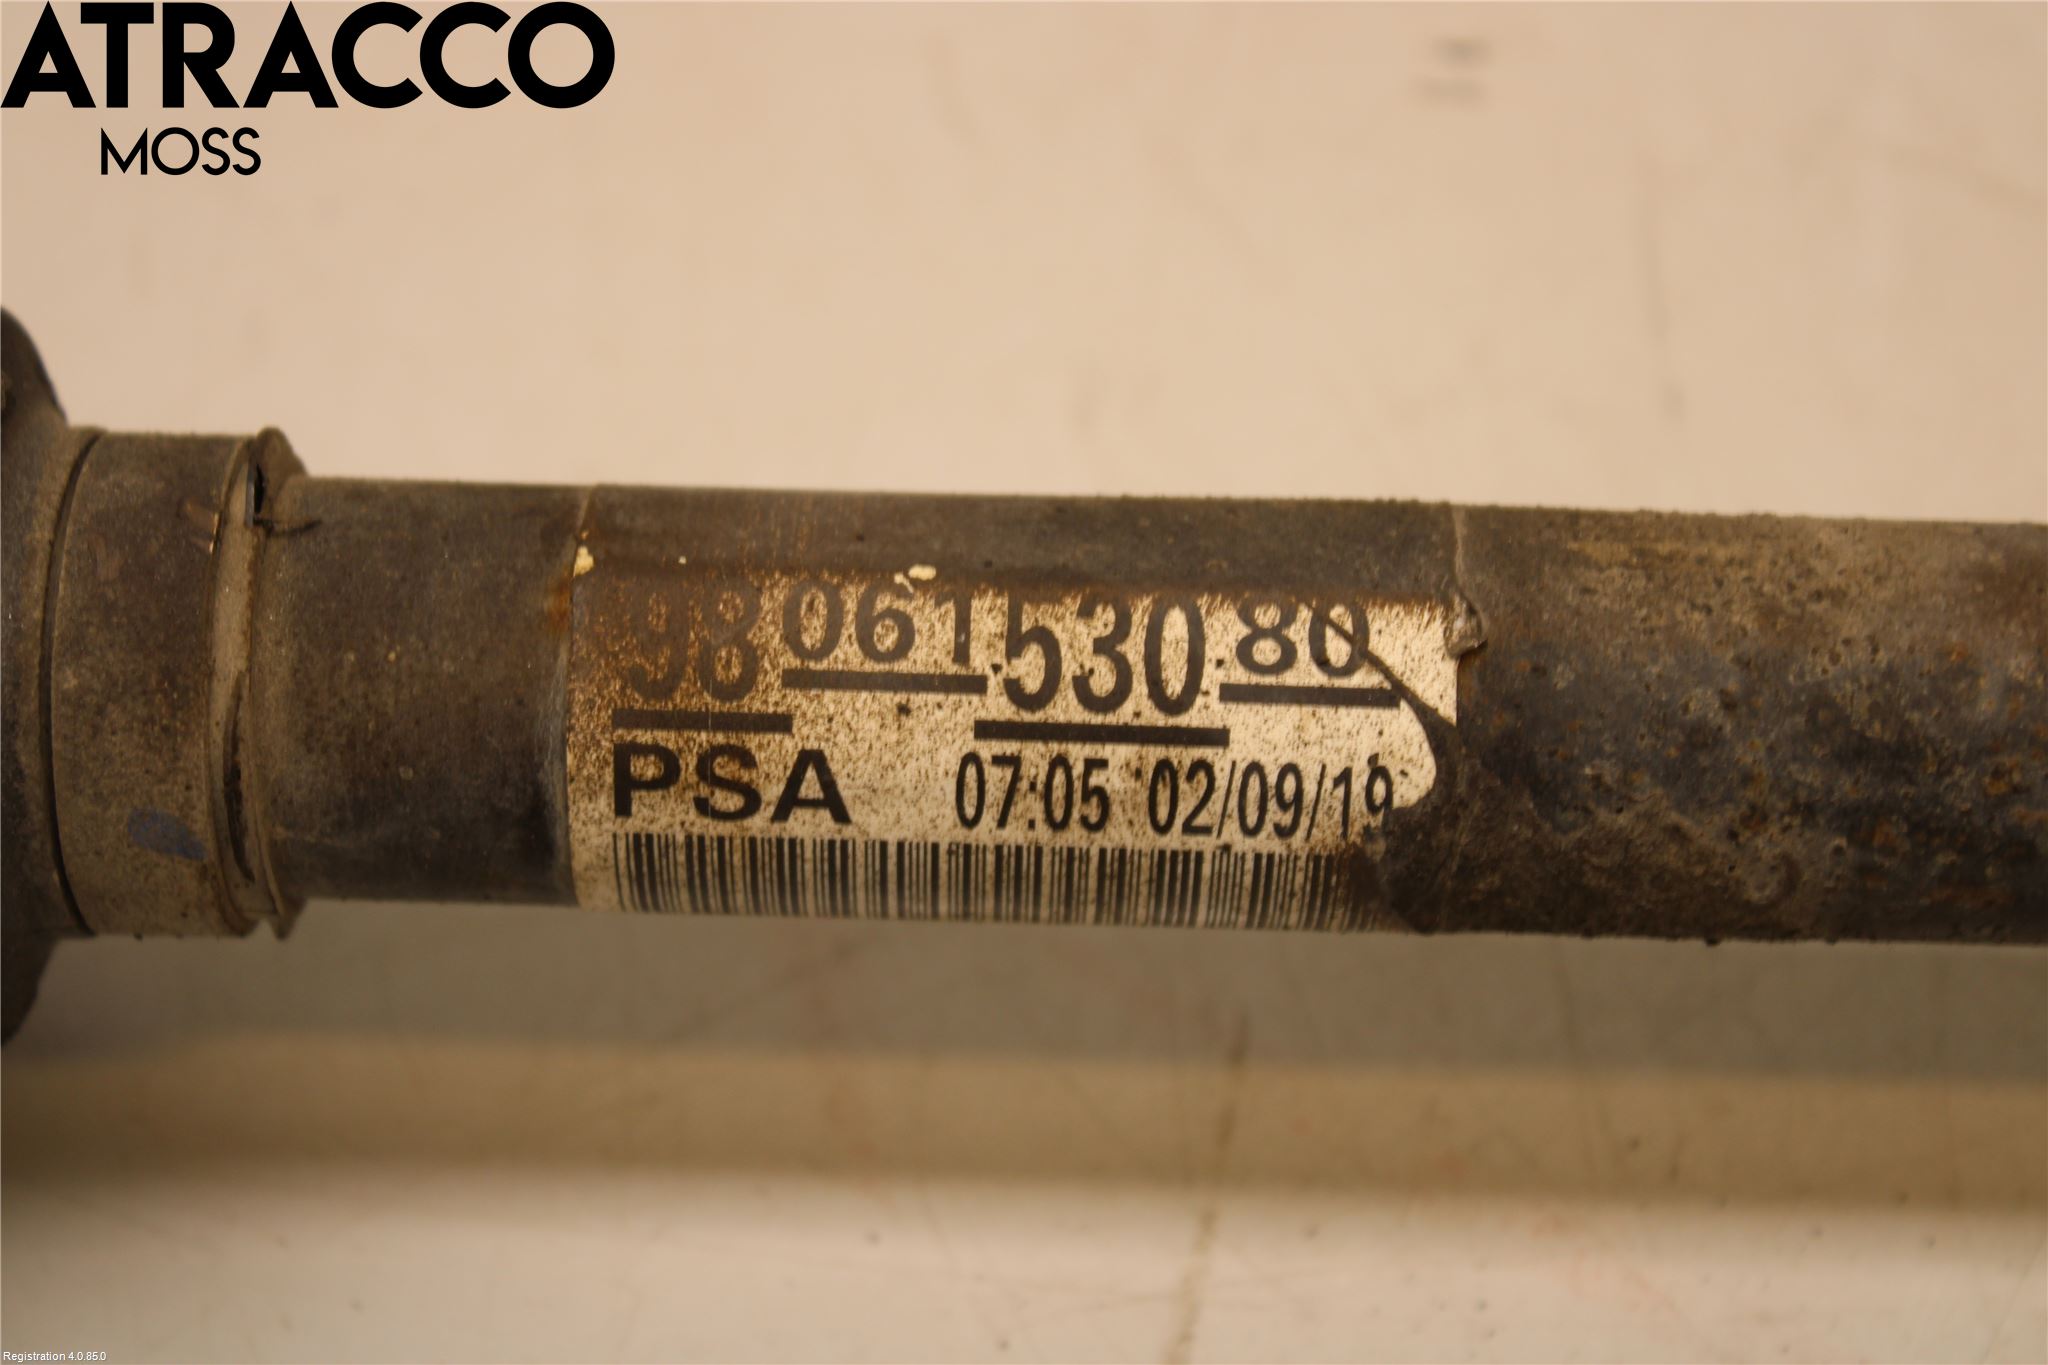 ATRACCO
MOSS
98 061 530 80
PSA 07:05 02/09/19
Registration 4.0.85.0